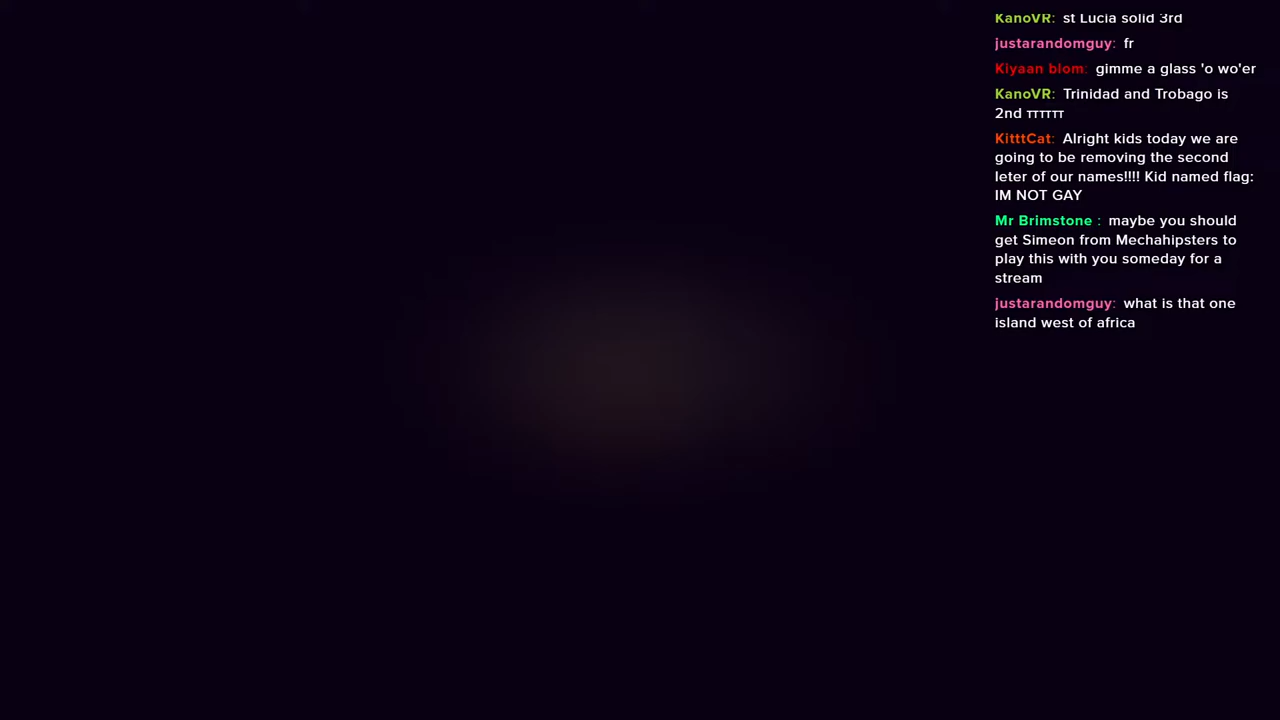 KanoVR: st Lucia solid 3rd
justarandomguy: fr
Kiyaan blom: gimme a glass 'o wo'er
KanoVR: Trinidad and Trobago is
2nd ттттт
KitttCat: Alright kids today we are
going to be removing the second
leter of our names!!!! Kid named flag:
IM NOT GAY
Mr Brimstone : maybe you should
get Simeon from Mechahipsters to
play this with you someday for a
stream
justarandomguy: what is that one
island west of africa